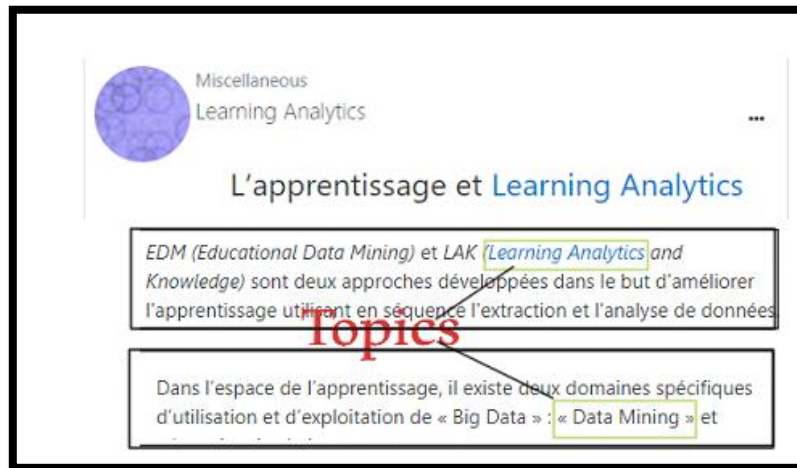 Miscellaneous
Learning Analytics
...
L'apprentissage et Learning Analytics
EDM (Educational Data Mining) et LAK (Learning Analytics and
Knowledge) sont deux approches développées dans le but d'améliorer
l'apprentissage utilisant en séquence l'extraction et l'analyse de données
Topics
Dans l'espace de l'apprentissage, il existe deux domaines spécifiques
d'utilisation et d'exploitation de « Big Data » : « Data Mining » et